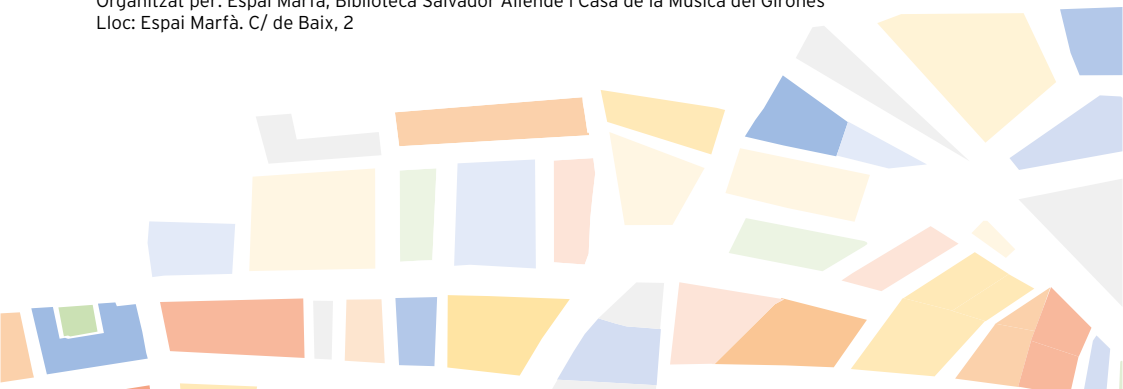 Organitzat per: Espai Marfà, Biblioteca Salvador Allende i Casa de la Música del Gironès
Lloc: Espai Marfà. C/ de Baix, 2